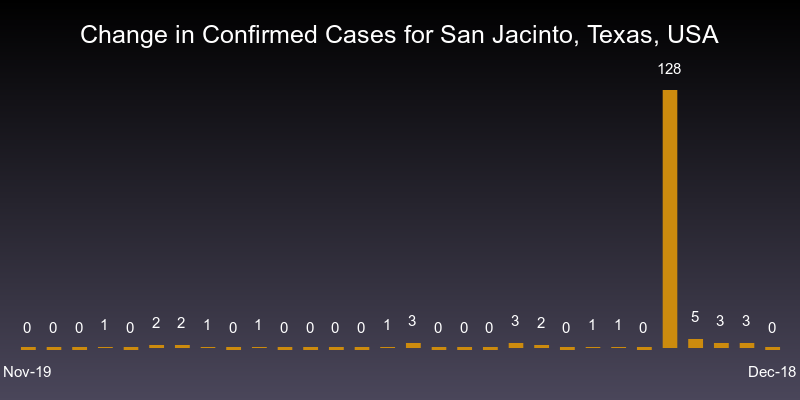 Change in Confirmed Cases for San Jacinto, Texas, USA
128
0 0 0 1 0 2 2 1 0 1 0 0 0 0 1 3 0 0 0 3 2 0 1 1 0 5 3 3 0
Nov-19 Dec-18